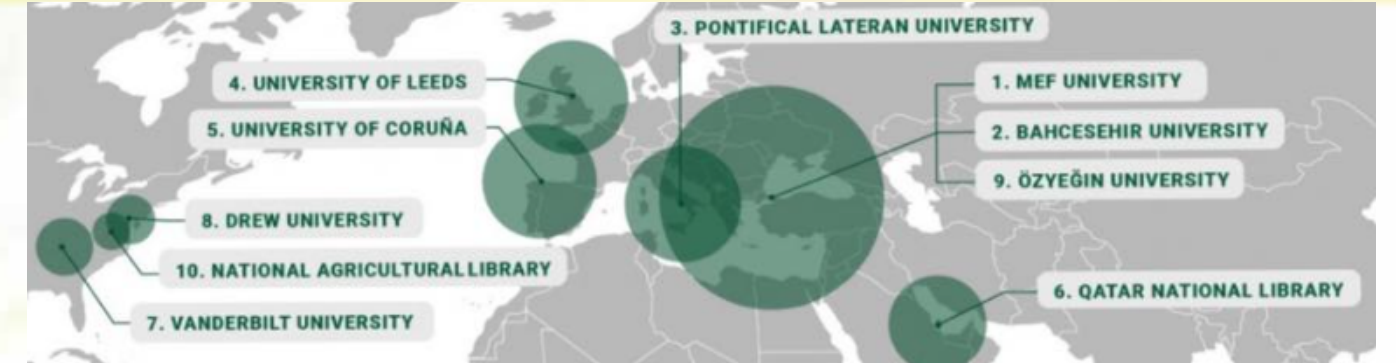 3. PONTIFICAL LATERAN UNIVERSITY
4. UNIVERSITY OF LEEDS
1. MEF UNIVERSITY
5. UNIVERSITY OF CORUÑA
2. BAHCESEHIR UNIVERSITY
9. ÖZYEĞIN UNIVERSITY
8. DREW UNIVERSITY
10. NATIONAL AGRICULTURAL LIBRARY
6. QATAR NATIONAL LIBRARY
7. VANDERBILT UNIVERSITY